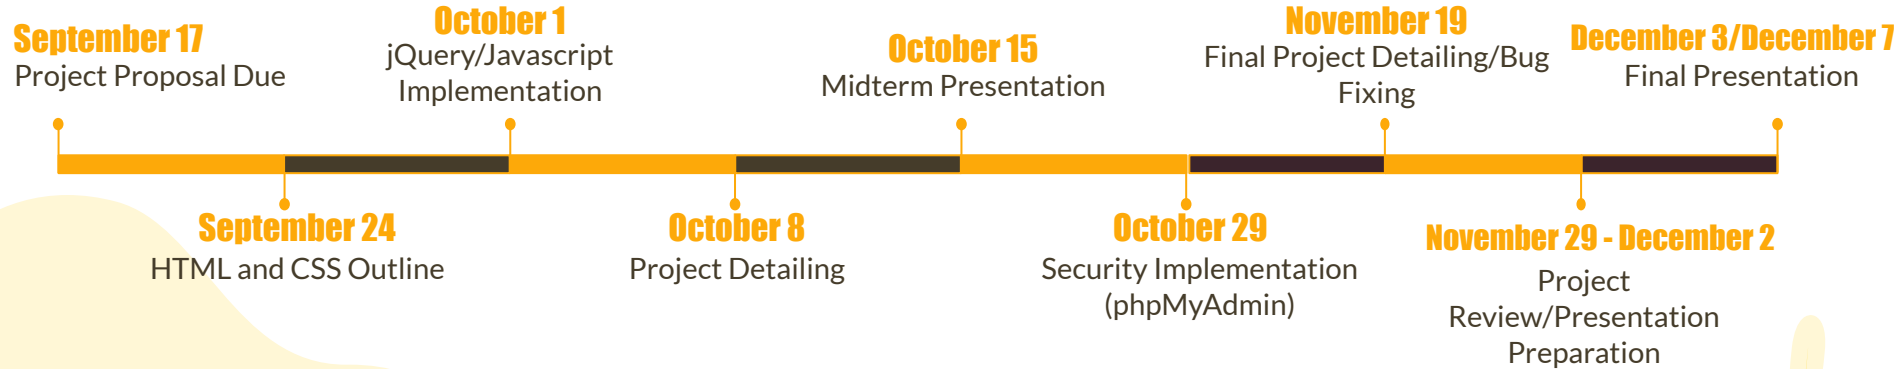 September 17
Project Proposal Due
October 1
jQuery/Javascript
Implementation
October 15
Midterm Presentation
November 19
Final Project Detailing/Bug
Fixing
December 3/December 7
Final Presentation
September 24
HTML and CSS Outline
October 8
Project Detailing
October 29
Security Implementation
(phpMyAdmin)
November 29 - December 2
Project
Review/Presentation
Preparation